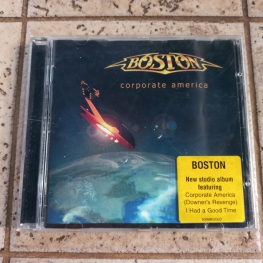 BOSTON
corporate america
BOSTON
New studio album
featuring
Corporate America
(Downer's Revenge)
I Had a Good Time